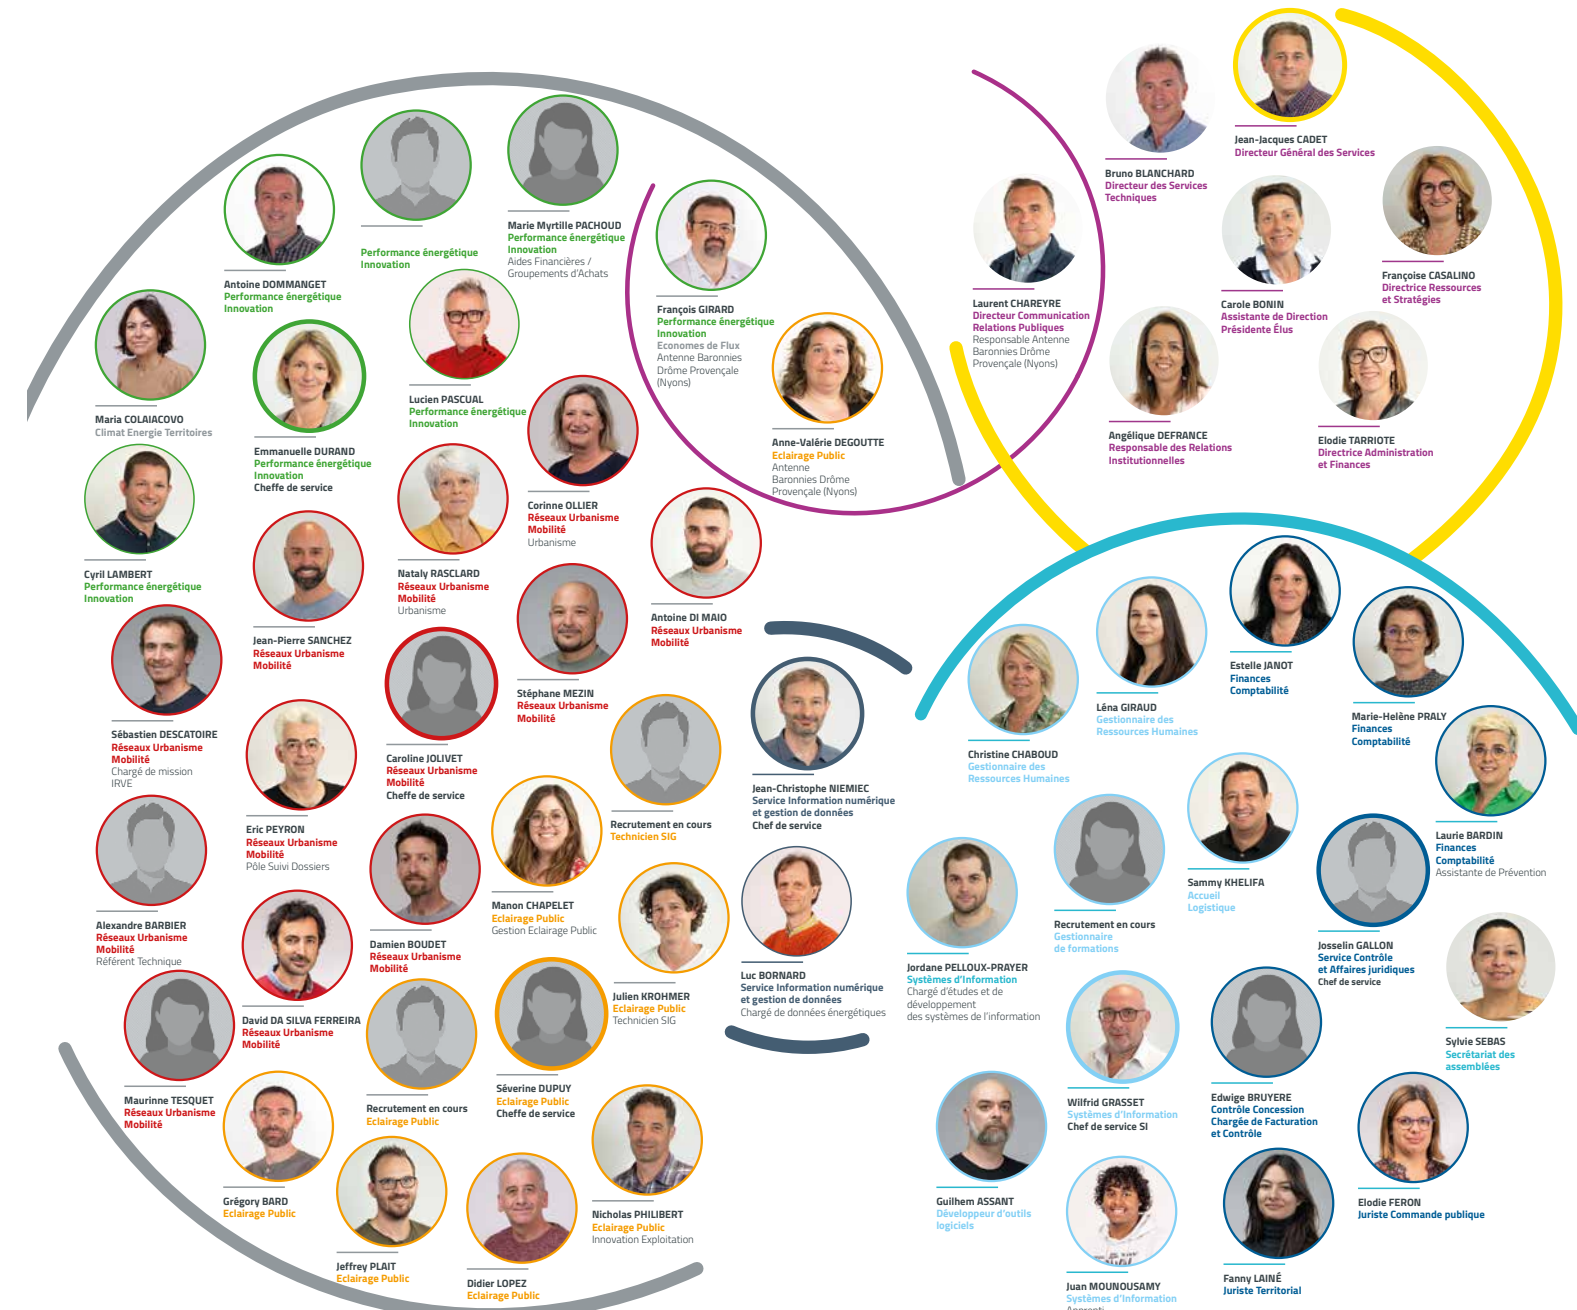 Jean-Jacques CADET
Directeur Général des Services
Bruno BLANCHARD
Directeur des Services
Techniques
Françoise CASALINO
Directrice Ressources
et Stratégies
Carole BONIN
Assistante de Direction
Présidente Élus
Laurent CHAREYRE
Directeur Communication
Relations Publiques
Responsable Antenne
Baronnies Drôme
Provençale (Nyons)
Angélique DEFRANCE
Responsable des Relations
Institutionnelles
Elodie TARRIOTE
Directrice Administration
et Finances
Marie Myrtille PACHOUD
Performance énergétique
Innovation
Aides Financières /
Groupements d'Achats
Performance énergétique
Innovation
Antoine DOMMANGET
Performance énergétique
Innovation
François GIRARD
Performance énergétique
Innovation
Economes de Flux
Antenne Baronnies
Drôme Provençale
(Nyons)
Lucien PASCUAL
Performance énergétique
Innovation
Maria COLAIACOVO
Climat Energie Territoires
Emmanuelle DURAND
Performance énergétique
Innovation
Cheffe de service
Anne-Valérie DEGOUTTE
Eclairage Public
Antenne
Baronnies Drôme
Provençale (Nyons)
Corinne OLLIER
Réseaux Urbanisme
Mobilité
Urbanisme
Cyril LAMBERT
Performance énergétique
Innovation
Nataly RASCLARD
Réseaux Urbanisme
Mobilité
Urbanisme
Antoine DI MAIO
Réseaux Urbanisme
Mobilité
Jean-Pierre SANCHEZ
Réseaux Urbanisme
Mobilité
Stéphane MEZIN
Réseaux Urbanisme
Mobilité
Sébastien DESCATOIRE
Réseaux Urbanisme
Mobilité
Chargé de mission
IRVE
Caroline JOLIVET
Réseaux Urbanisme
Mobilité
Cheffe de service
Eric PEYRON
Réseaux Urbanisme
Mobilité
Pôle Suivi Dossiers
Recrutement en cours
Technicien SIG
Manon CHAPELET
Eclairage Public
Gestion Eclairage Public
Alexandre BARBIER
Réseaux Urbanisme
Mobilité
Référent Technique
Damien BOUDET
Réseaux Urbanisme
Mobilité
Julien KROHMER
Eclairage Public
Technicien SIG
David DA SILVA FERREIRA
Réseaux Urbanisme
Mobilité
Maurinne TESQUET
Réseaux Urbanisme
Mobilité
Recrutement en cours
Eclairage Public
Séverine DUPUY
Eclairage Public
Cheffe de service
Grégory BARD
Eclairage Public
Nicholas PHILIBERT
Eclairage Public
Innovation Exploitation
Jeffrey PLAIT
Eclairage Public
Didier LOPEZ
Eclairage Public
Jean-Christophe NIEMIEC
Service Information numérique
et gestion de données
Chef de service
Luc BORNARD
Service Information numérique
et gestion de données
Chargé de données énergétiques
Estelle JANOT
Finances
Comptabilité
Léna GIRAUD
Gestionnaire des
Ressources Humaines
Marie-Helène PRALY
Finances
Comptabilité
Christine CHABOUD
Gestionnaire des
Ressources Humaines
Laurie BARDIN
Finances
Comptabilité
Assistante de Prévention
Sammy KHELIFA
Accueil
Logistique
Recrutement en cours
Gestionnaire
de formations
Josselin GALLON
Service Contrôle
et Affaires juridiques
Chef de service
Jordane PELLOUX-PRAYER
Systèmes d'Information
Chargé d'études et de
développement
des systèmes de l'information
Sylvie SEBAS
Secrétariat des
assemblées
Wilfrid GRASSET
Systèmes d'Information
Chef de service SI
Edwige BRUYERE
Contrôle Concession
Chargée de Facturation
et Contrôle
Guilhem ASSANT
Développeur d'outils
logiciels
Elodie FERON
Juriste Commande publique
Juan MOUNOUSAMY
Systèmes d'Information
Apprenti
Fanny LAINÉ
Juriste Territorial